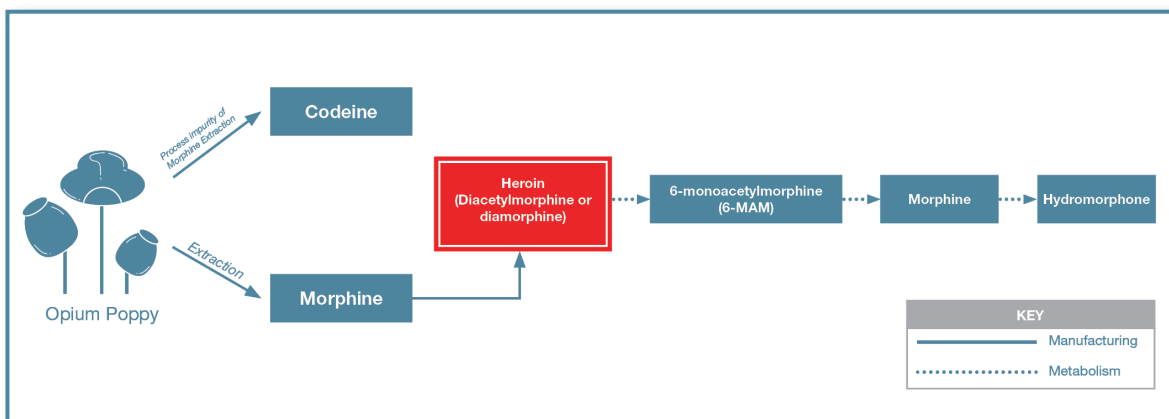 Process impurity of
Morphine Extraction
Codeine
Heroin
(Diacetylmorphine or
diamorphine)
6-monoacetylmorphine
(6-MAM)
Morphine
Hydromorphone
Extraction
Morphine
Opium Poppy
KEY
Manufacturing
Metabolism